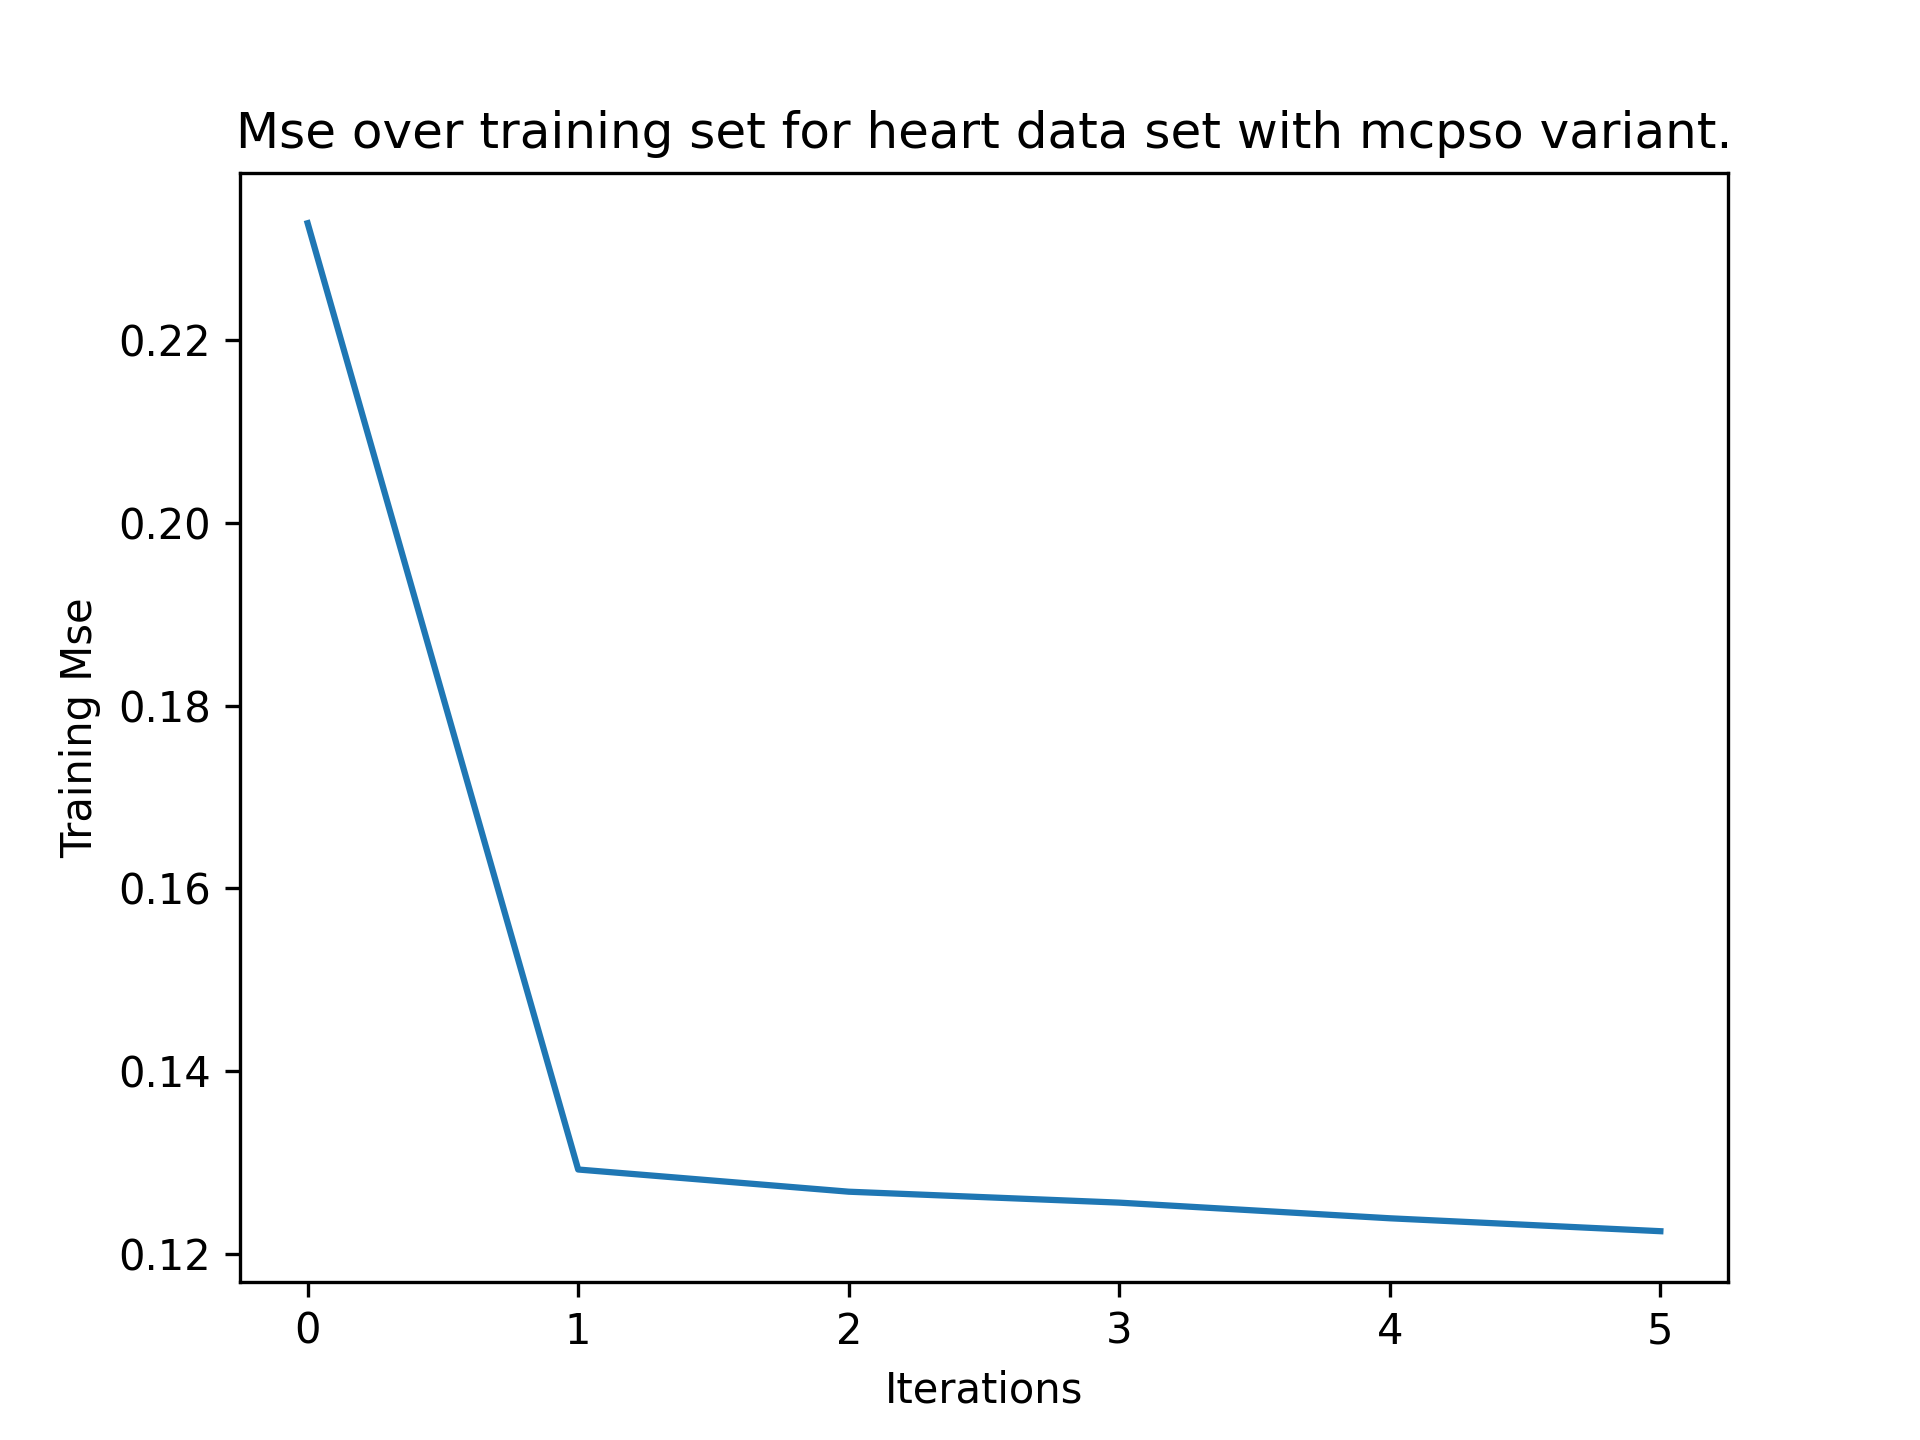 Mse over training set for heart data set with mcpso variant.
0.22
0.20
0.18
0.16
0.14
0.12
Training Mse
0 1 2 3 4 5
Iterations